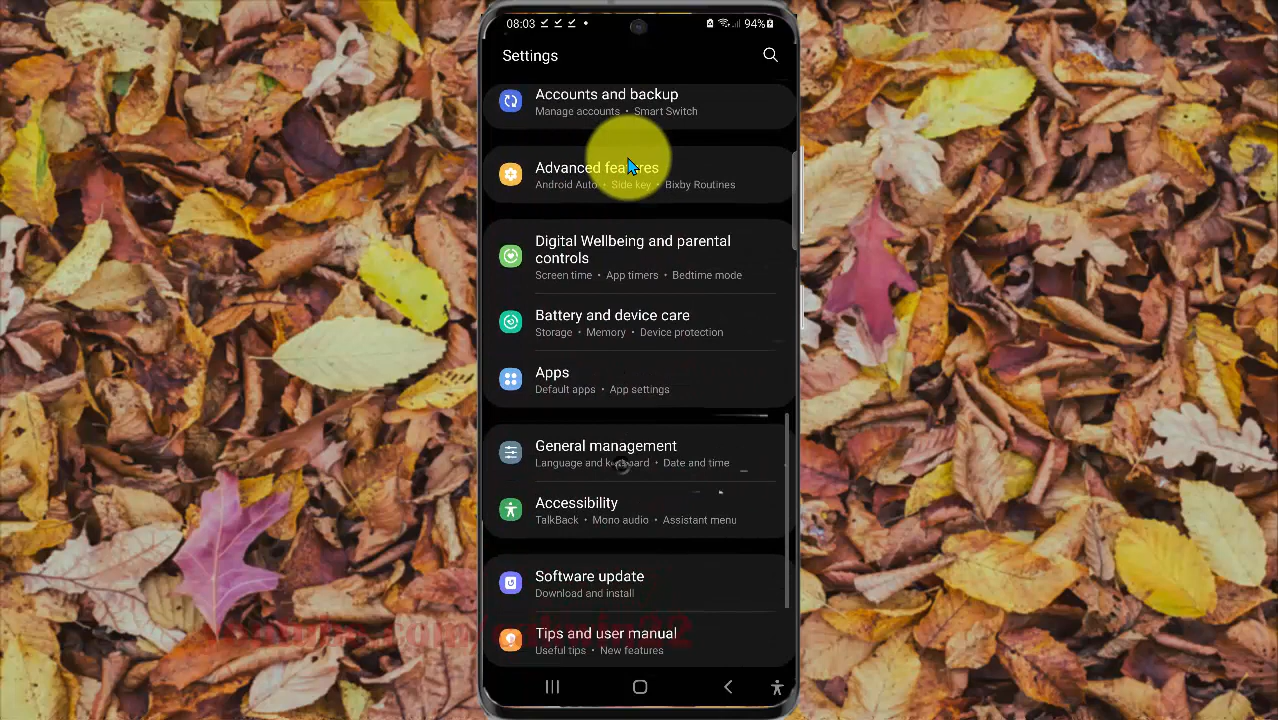 08:03
94%
Settings
Accounts and backup
Manage accounts • Smart Switch
Advanced features
Android Auto • Side key • Bixby Routines
Digital Wellbeing and parental
controls
Screen time • App timers • Bedtime mode
Battery and device care
Storage • Memory • Device protection
Apps
Default apps • App settings
General management
Language and keyboard • Date and time
Accessibility
TalkBack • Mono audio • Assistant menu
Software update
Download and install
Tips and user manual
Useful tips • New features